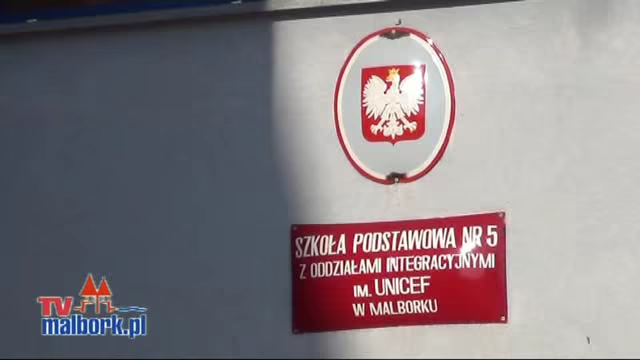 SZKOŁA PODSTAWOWA NR 5
Z ODDZIAŁAMI INTEGRACYJNYMI
IM. UNICEF
W MALBORKU
TV
malbork.pl